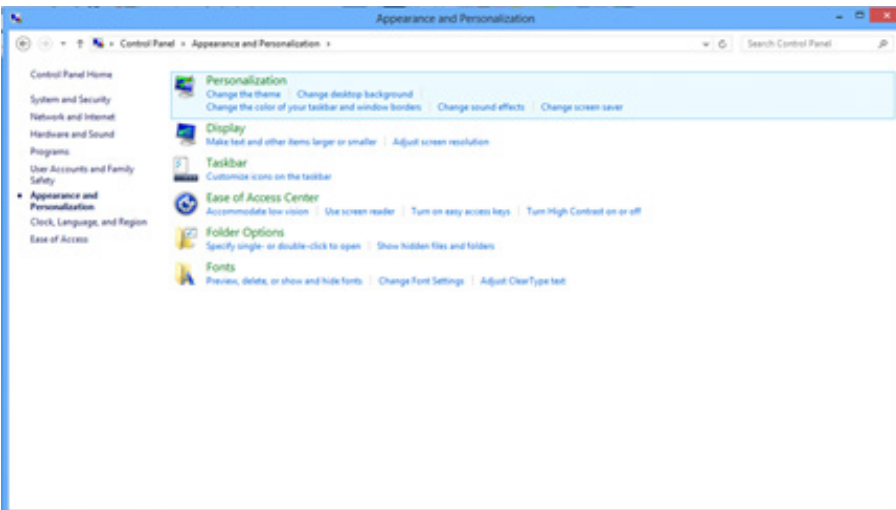 Appearance and Personalization
Control Panel Appearance and Personalization
Search Control Panel
Control Panel Home
System and Security
Network and Internet
Hardware and Sound
Programs
User Accounts and Family
Safety
Appearance and
Personalization
Clock, Language, and Region
Ease of Access
Personalization
Change the theme Change desktop background
Change the color of your taskbar and window borders Change sound effects Change screen saver
Display
Make text and other items larger or smaller Adjust screen resolution
Taskbar
Customize icons on the taskbar
Ease of Access Center
Accommodate low vision Use screen reader Turn on easy access keys Turn High Contrast on or off
Folder Options
Specify single- or double-click to open Show hidden files and folders
Fonts
Preview, delete, or show and hide fonts Change Font Settings Adjust ClearType text